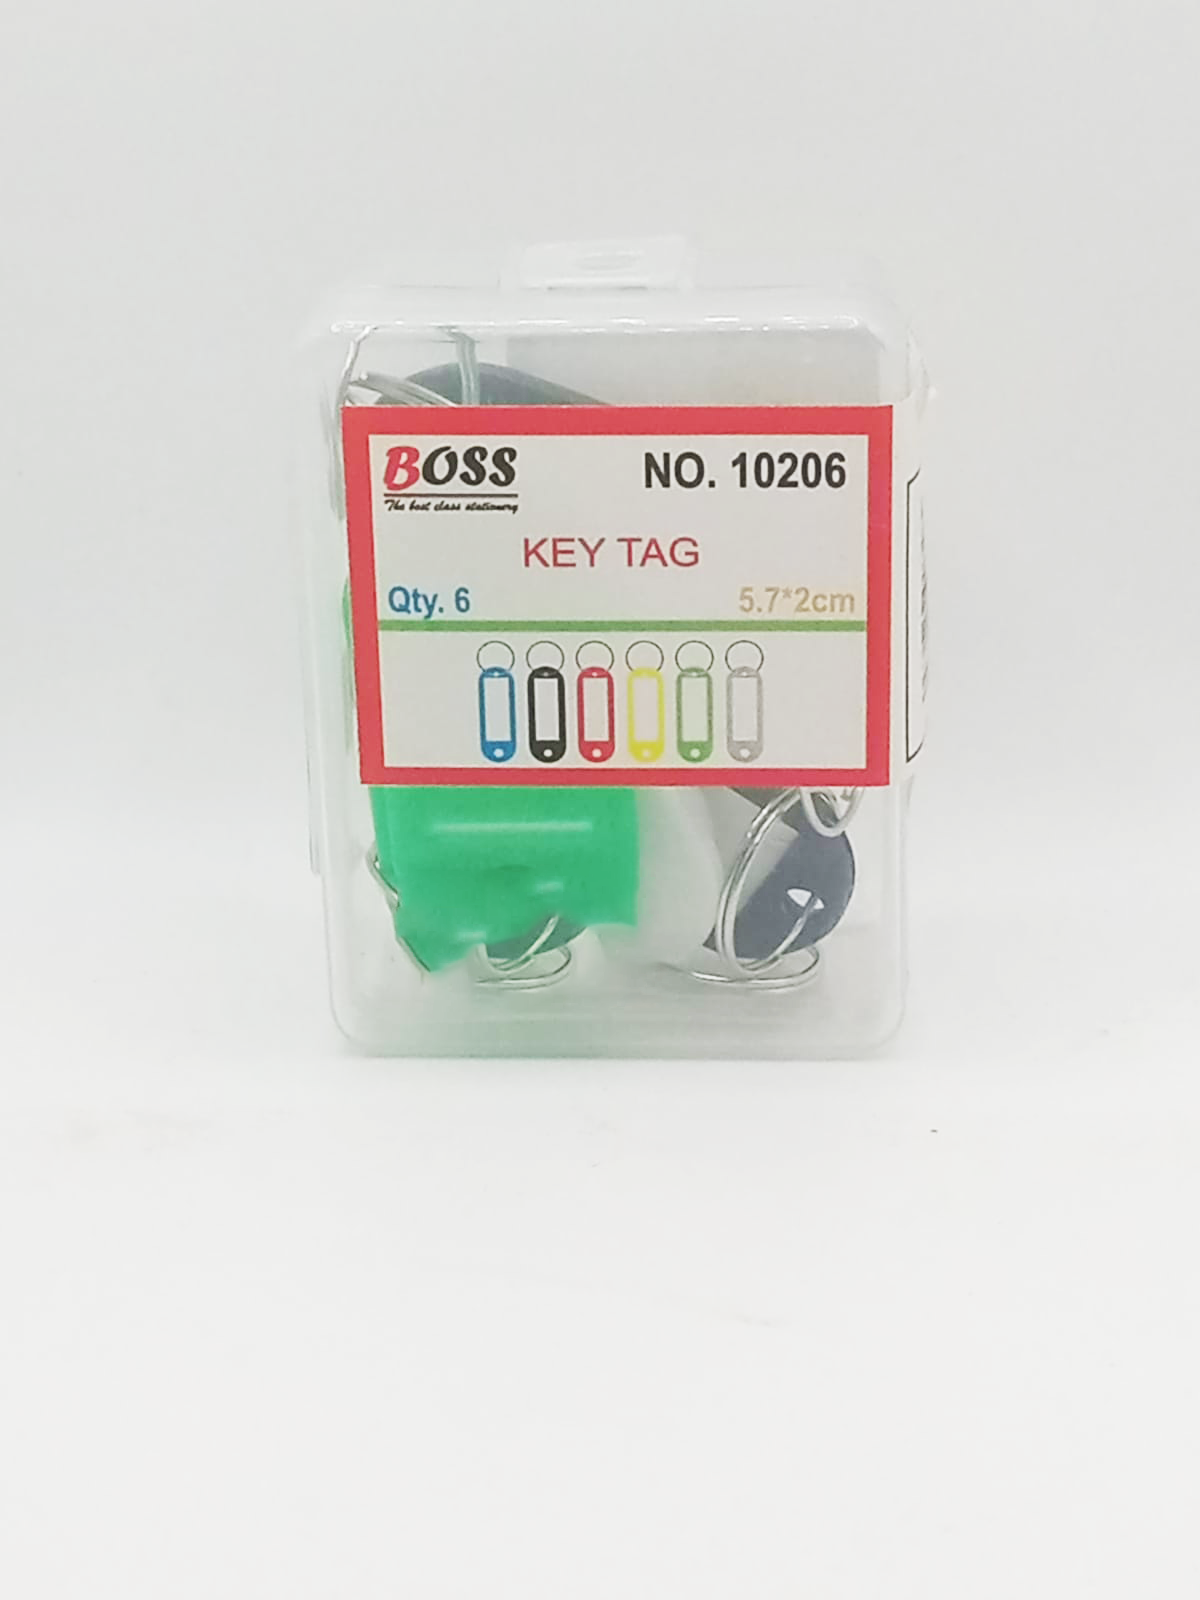 BOSS NO. 10206
The best class stationery
KEY TAG
Qty. 6 5.7*2cm